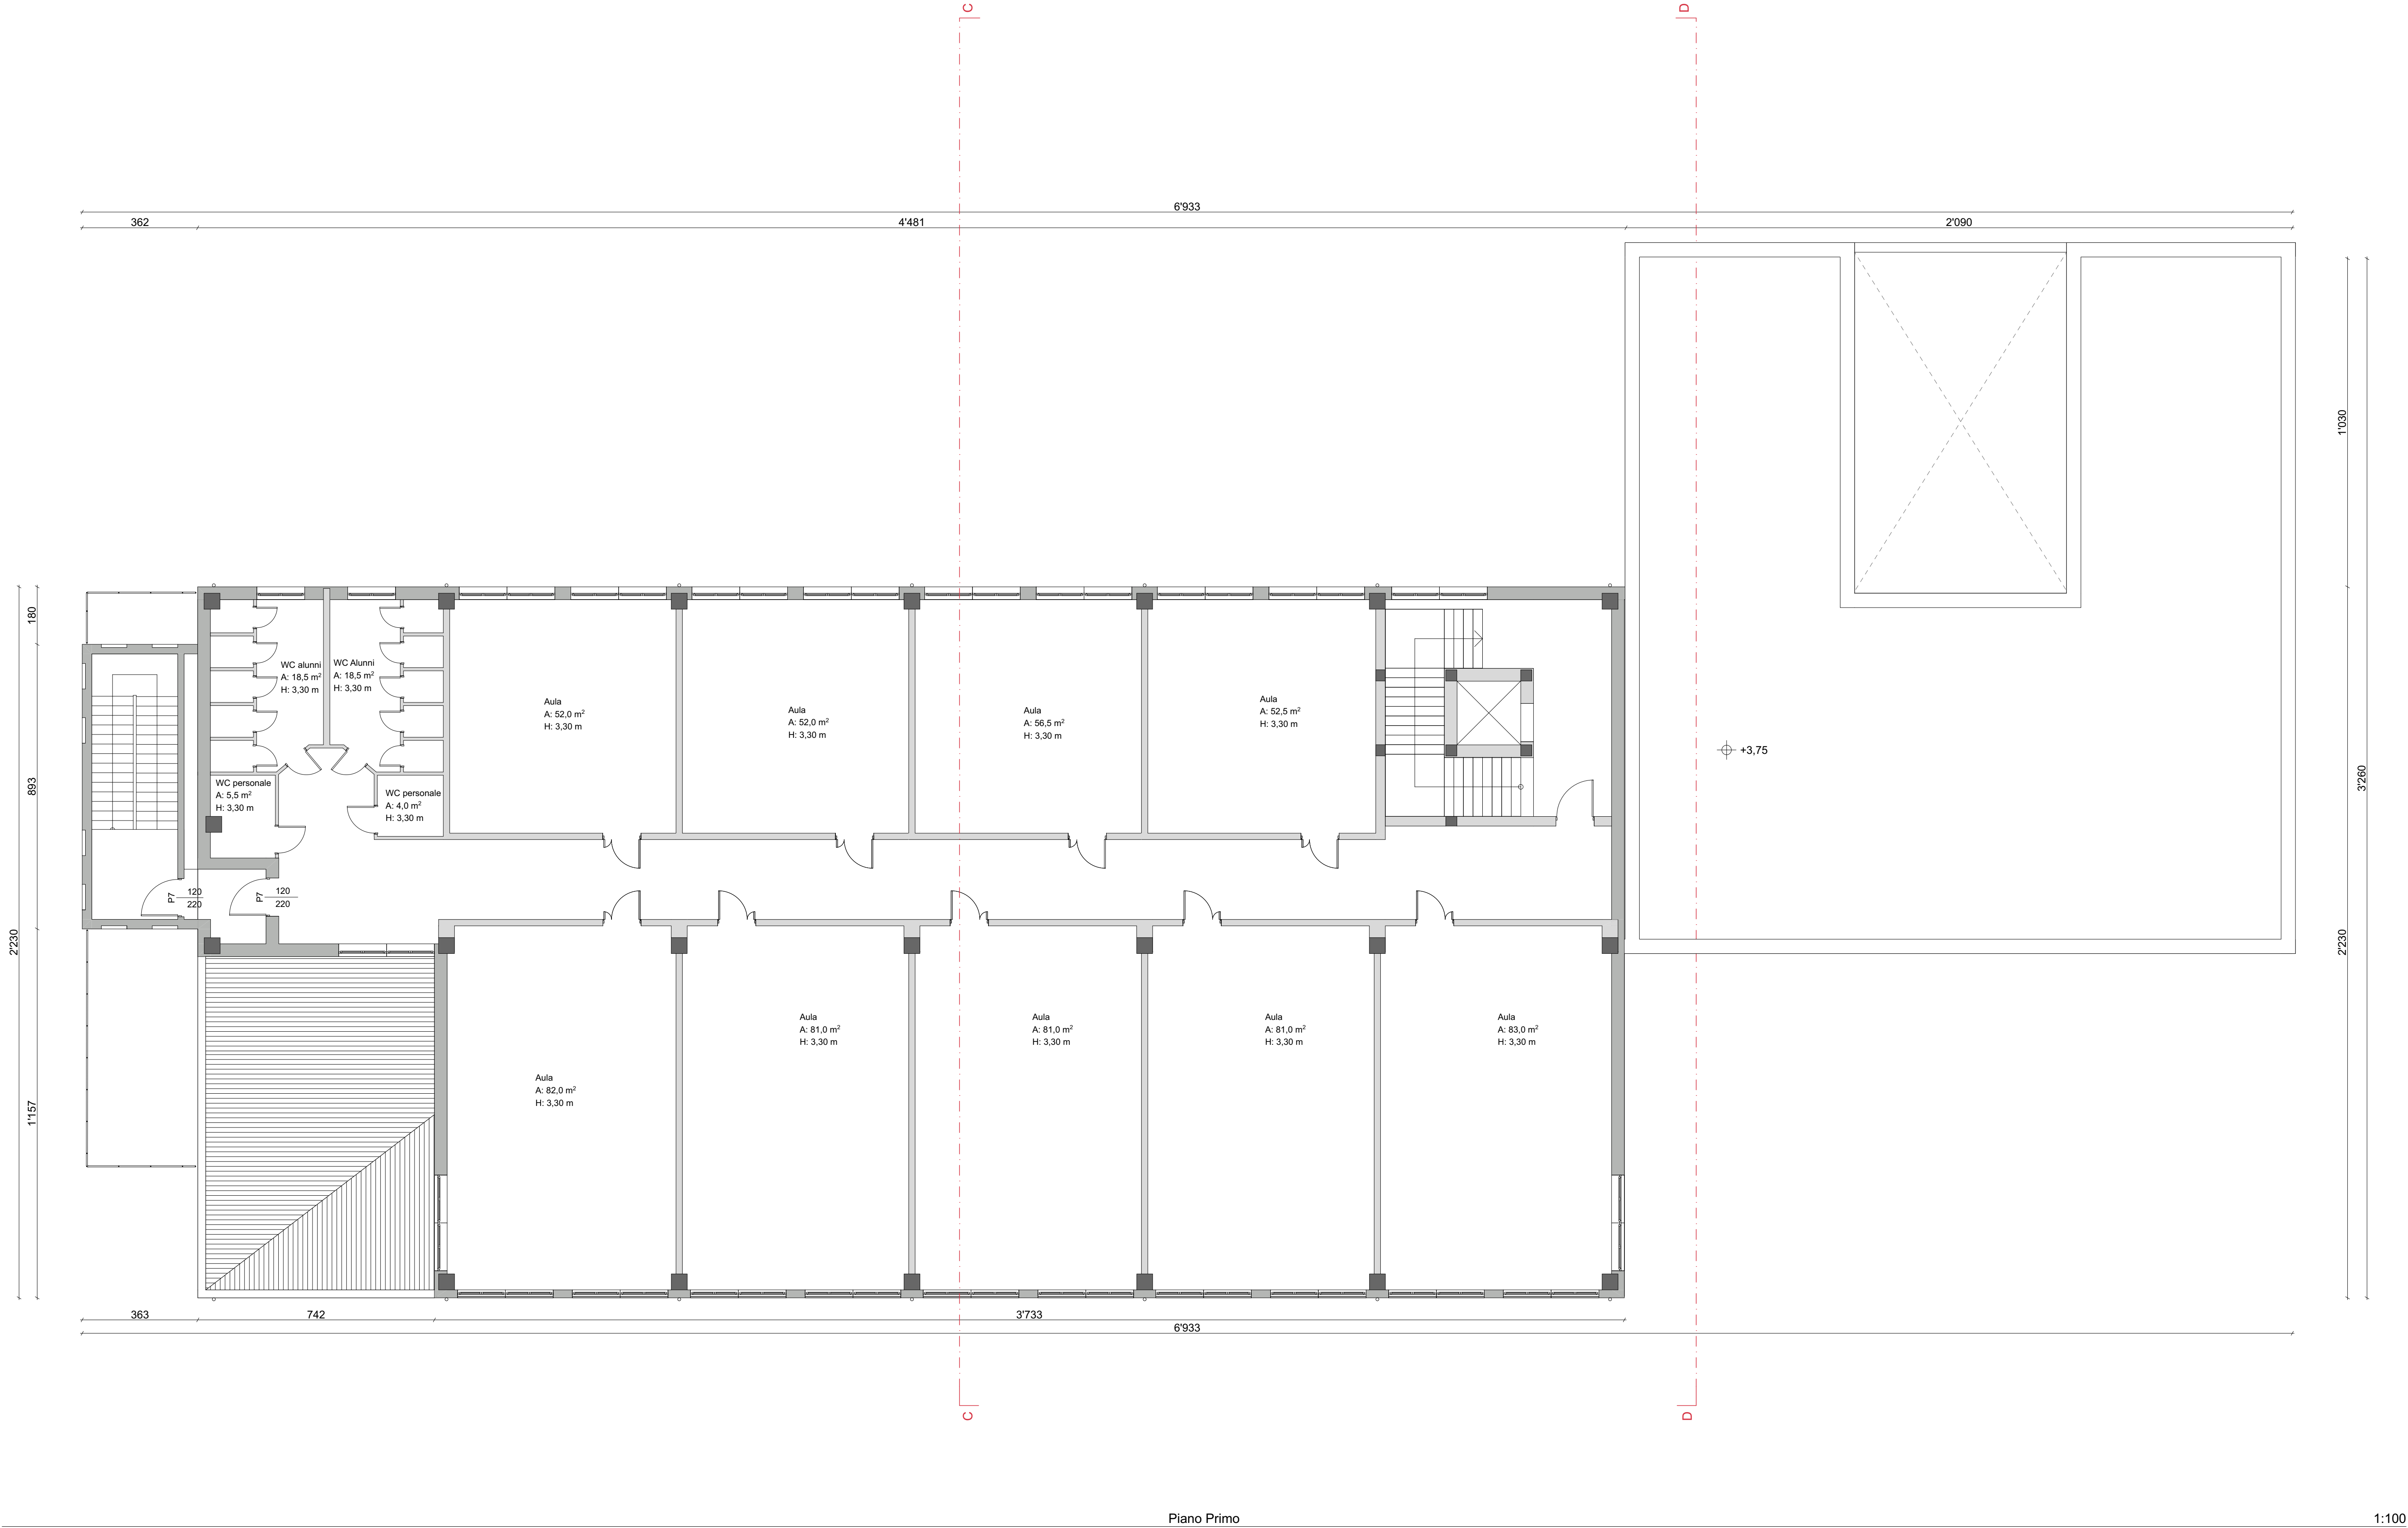 C
D
6'933
362
4'481
2'090
1'030
180
893
2'230
1'157
3'260
2'230
WC alunni
A: 18,5 m²
H: 3,30 m
WC Alunni
A: 18,5 m²
H: 3,30 m
Aula
A: 52,0 m²
H: 3,30 m
Aula
A: 52,0 m²
H: 3,30 m
Aula
A: 56,5 m²
H: 3,30 m
Aula
A: 52,5 m²
H: 3,30 m
+3,75
WC personale
A: 5,5 m²
H: 3,30 m
WC personale
A: 4,0 m²
H: 3,30 m
P7
120
220
P7
120
220
Aula
A: 82,0 m²
H: 3,30 m
Aula
A: 81,0 m²
H: 3,30 m
Aula
A: 81,0 m²
H: 3,30 m
Aula
A: 81,0 m²
H: 3,30 m
Aula
A: 83,0 m²
H: 3,30 m
363
742
3'733
6'933
C
D
Piano Primo
1:100